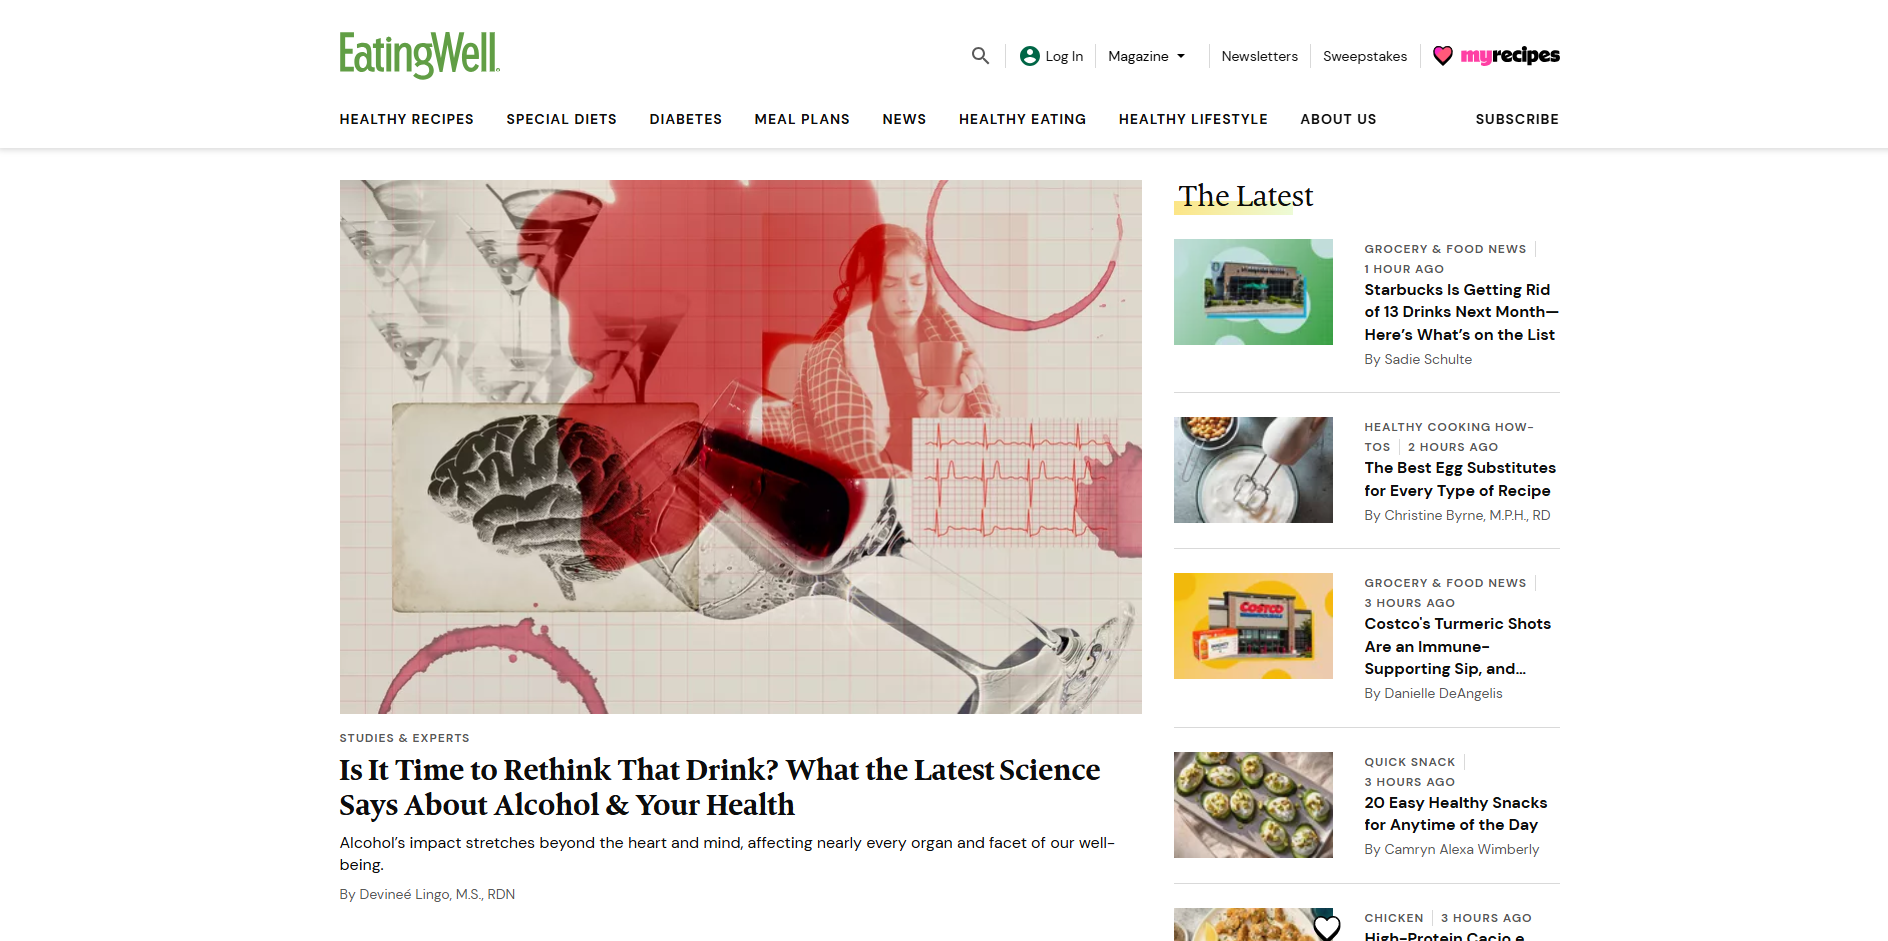 EatingWell
Log In
Magazine
Newsletters
Sweepstakes
myrecipes
HEALTHY RECIPES
SPECIAL DIETS
DIABETES
MEAL PLANS
NEWS
HEALTHY EATING
HEALTHY LIFESTYLE
ABOUT US
SUBSCRIBE
STUDIES & EXPERTS
Is It Time to Rethink That Drink? What the Latest Science
Says About Alcohol & Your Health
Alcohol’s impact stretches beyond the heart and mind, affecting nearly every organ and facet of our well-
being.
By Devineé Lingo, M.S., RDN
The Latest
GROCERY & FOOD NEWS
1 HOUR AGO
Starbucks Is Getting Rid
of 13 Drinks Next Month—
Here’s What’s on the List
By Sadie Schulte
HEALTHY COOKING HOW-
TOS 2 HOURS AGO
The Best Egg Substitutes
for Every Type of Recipe
By Christine Byrne, M.P.H., RD
COSTCO
GROCERY & FOOD NEWS
3 HOURS AGO
Costco's Turmeric Shots
Are an Immune-
Supporting Sip, and...
By Danielle DeAngelis
QUICK SNACK
3 HOURS AGO
20 Easy Healthy Snacks
for Anytime of the Day
By Camryn Alexa Wimberly
CHICKEN 3 HOURS AGO
High-Protein Cacio e